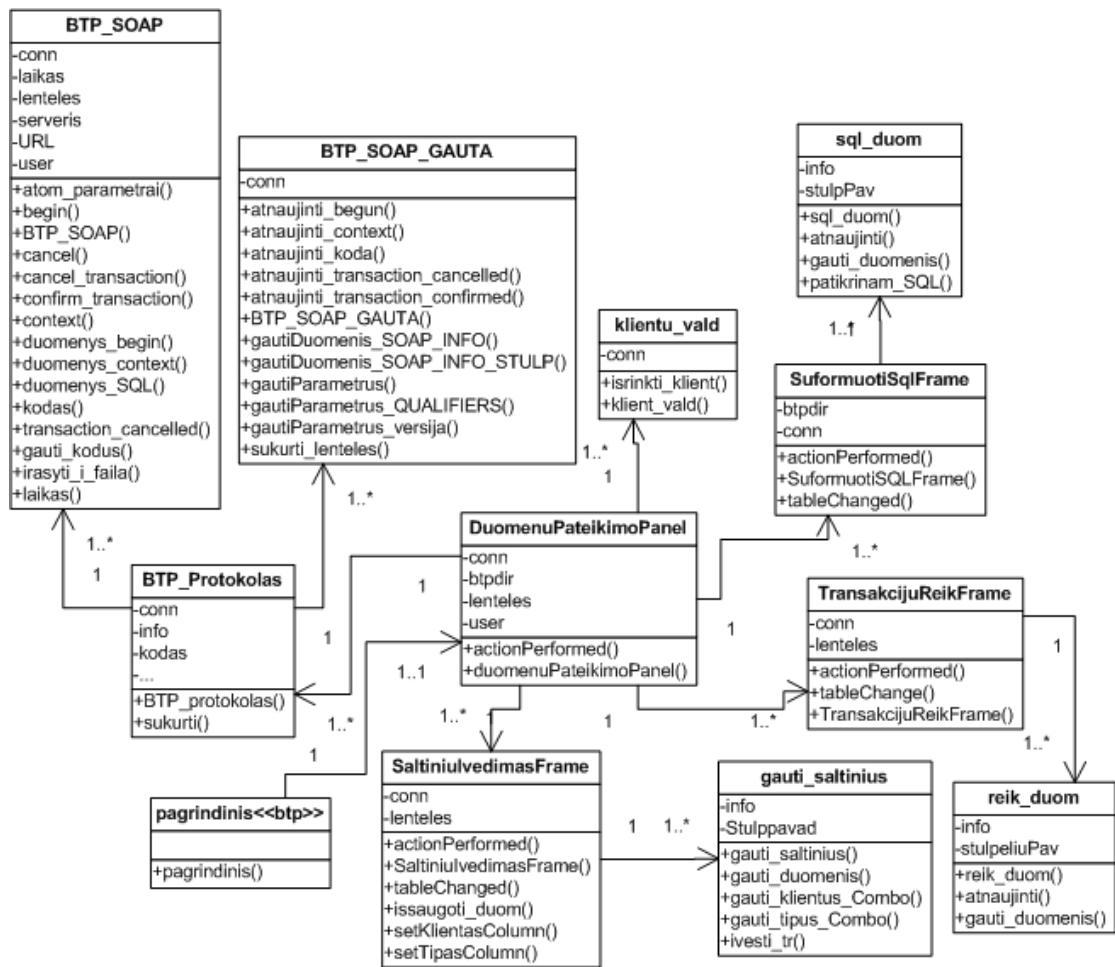 BTP_SOAP
-conn
-laikas
-lenteles
-serveris
-URL
-user
+atom_parametrai()
+begin()
+BTP_SOAP()
+cancel()
+cancel_transaction()
+confirm_transaction()
+context()
+duomenys_begin()
+duomenys_context()
+duomenys_SQL()
+kodas()
+transaction_cancelled()
+gauti_kodus()
+irasyti_i_faila()
+laikas()
BTP_SOAP_GAUTA
-conn
+atnaujinti_begun()
+atnaujinti_context()
+atnaujinti_koda()
+atnaujinti_transaction_cancelled()
+atnaujinti_transaction_confirmed()
+BTP_SOAP_GAUTA()
+gautiDuomenis_SOAP_INFO()
+gautiDuomenis_SOAP_INFO_STULP()
+gautiParametrus()
+gautiParametrus_QUALIFIERS()
+gautiParametrus_versija()
+sukurti_lenteles()
sql_duom
-info
-stulpPav
+sql_duom()
+atnaujinti()
+gauti_duomenis()
+patikrinam_SQL()
klientu_vald
-conn
+isrinkti_klient()
+klient_vald()
1..*
1
SuformuotiSqlFrame
-btpdir
-conn
+actionPerformed()
+SuformuotiSQLFrame()
+tableChanged()
1..*
1
1..*
1..*
1
BTP_Protokolas
-conn
-info
-kodas
-...
+BTP_protokolas()
+sukurti()
1
DuomenuPateikimoPanel
-conn
-btpdir
-lenteles
-user
+actionPerformed()
+duomenuPateikimoPanel()
1
1..*
1..*
1
TransakcijuReikFrame
-conn
-lenteles
+actionPerformed()
+tableChange()
+TransakcijuReikFrame()
1
1..*
1
1..1
1..*
1
1
1..*
pagrindinis<<btp>>
+pagrindinis()
SaltiniuIvedimasFrame
-conn
-lenteles
+actionPerformed()
+SaltiniuIvedimasFrame()
+tableChanged()
+issaugoti_duom()
+setKlientasColumn()
+setTipasColumn()
1
1..*
gauti_saltinius
-info
-Stulppavad
+gauti_saltinius()
+gauti_duomenis()
+gauti_klientus_Combo()
+gauti_tipus_Combo()
+ivesti_tr()
1..*
reik_duom
-info
-stulpeliuPav
+reik_duom()
+atnaujinti()
+gauti_duomenis()